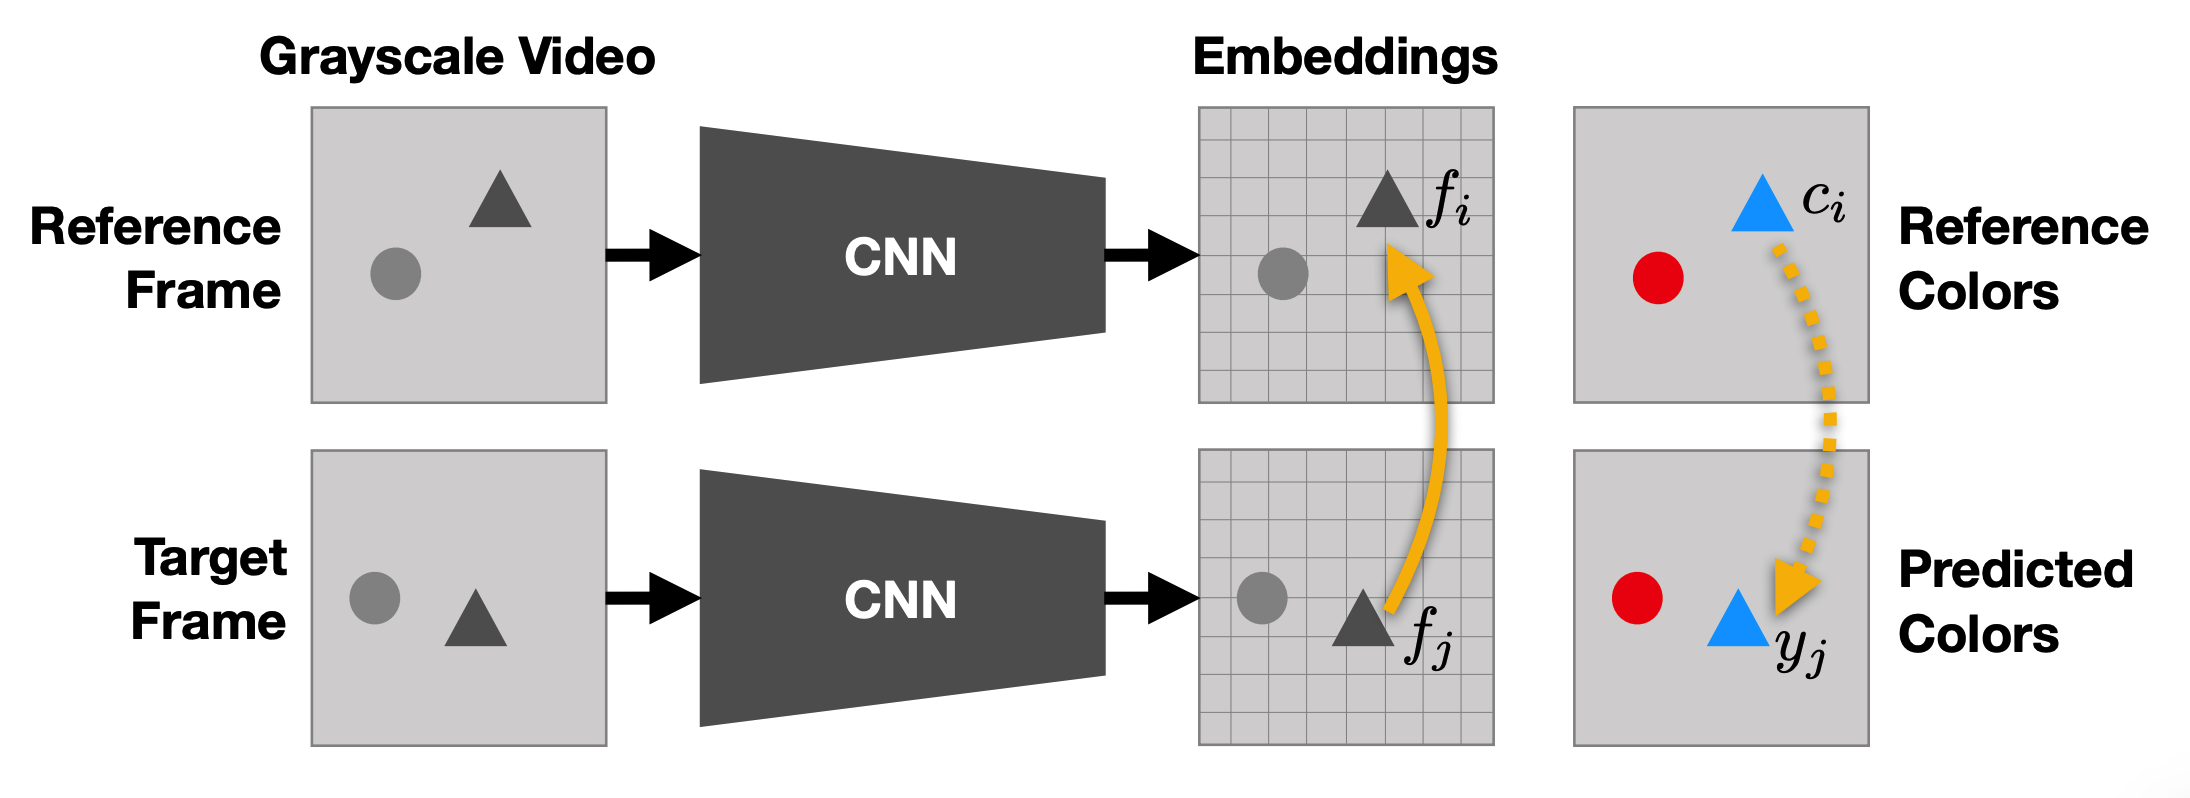 Grayscale Video
Embeddings
Reference
Frame
CNN
f_i
c_i
Reference
Colors
Target
Frame
CNN
f_j
y_j
Predicted
Colors